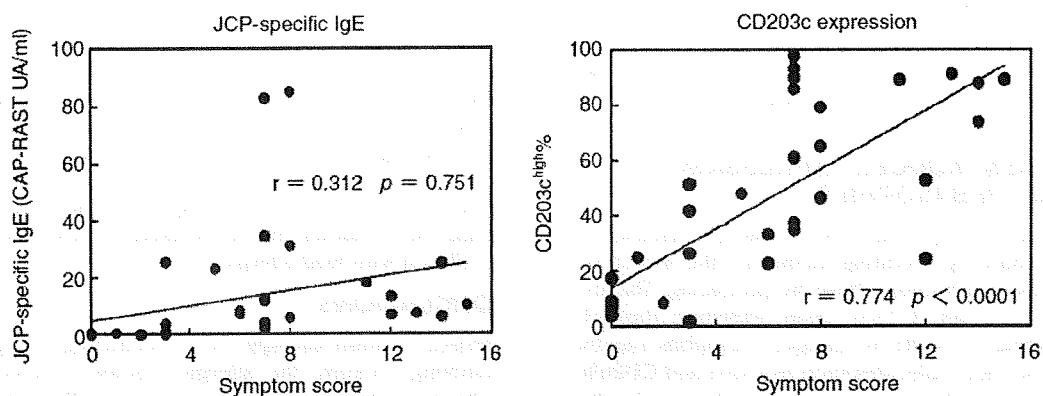 JCP-specific IgE
JCP-specific IgE (CAP-RAST UA/ml)
100
80
60
40
20
0
r = 0.312 p = 0.751
0 4 8 12 16
Symptom score
CD203c expression
CD203c^high%
100
80
60
40
20
0
r = 0.774 p < 0.0001
0 4 8 12 16
Symptom score